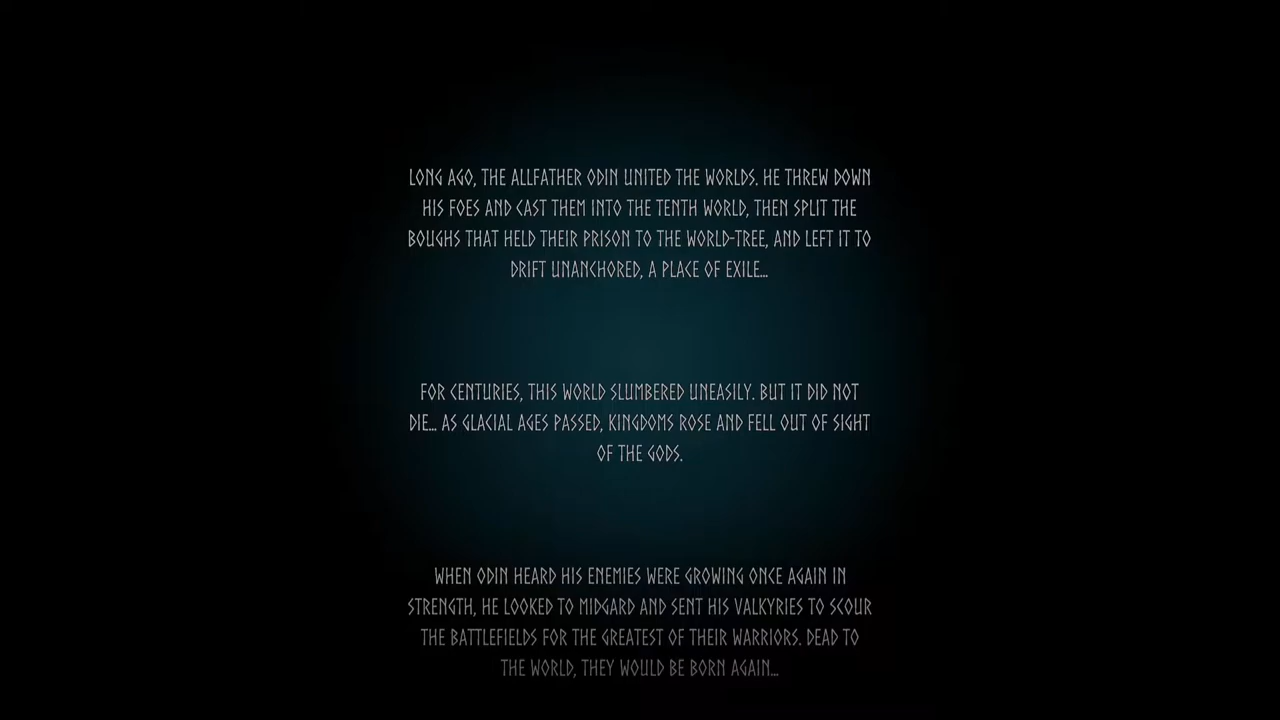 LONG AGO, THE ALLFATHER ODIN UNITED THE WORLDS. HE THREW DOWN
HIS FOES AND CAST THEM INTO THE TENTH WORLD, THEN SPLIT THE
BOUGHS THAT HELD THEIR PRISON TO THE WORLD-TREE, AND LEFT IT TO
DRIFT UNANCHORED, A PLACE OF EXILE...
FOR CENTURIES, THIS WORLD SLUMBERED UNEASILY. BUT IT DID NOT
DIE... AS GLACIAL AGES PASSED, KINGDOMS ROSE AND FELL OUT OF SIGHT
OF THE GODS.
WHEN ODIN HEARD HIS ENEMIES WERE GROWING ONCE AGAIN IN
STRENGTH, HE LOOKED TO MIDGARD AND SENT HIS VALKYRIES TO SCOUR
THE BATTLEFIELDS FOR THE GREATEST OF THEIR WARRIORS. DEAD TO
THE WORLD, THEY WOULD BE BORN AGAIN...